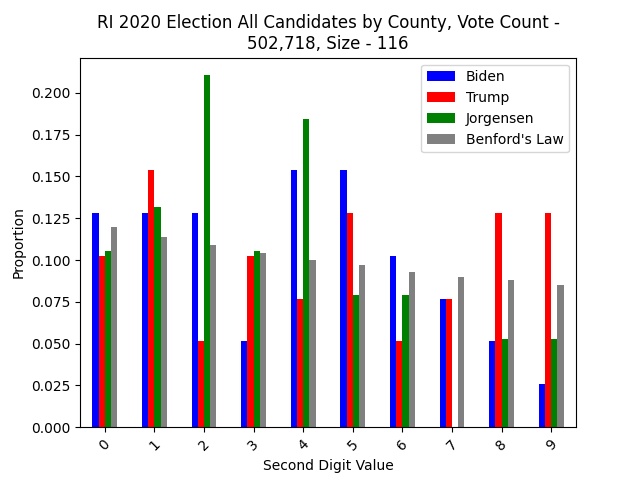 RI 2020 Election All Candidates by County, Vote Count -
502,718, Size - 116
Biden
Trump
Jorgensen
Benford's Law
Proportion
0.200
0.175
0.150
0.125
0.100
0.075
0.050
0.025
0.000
0 1 2 3 4 5 6 7 8 9
Second Digit Value